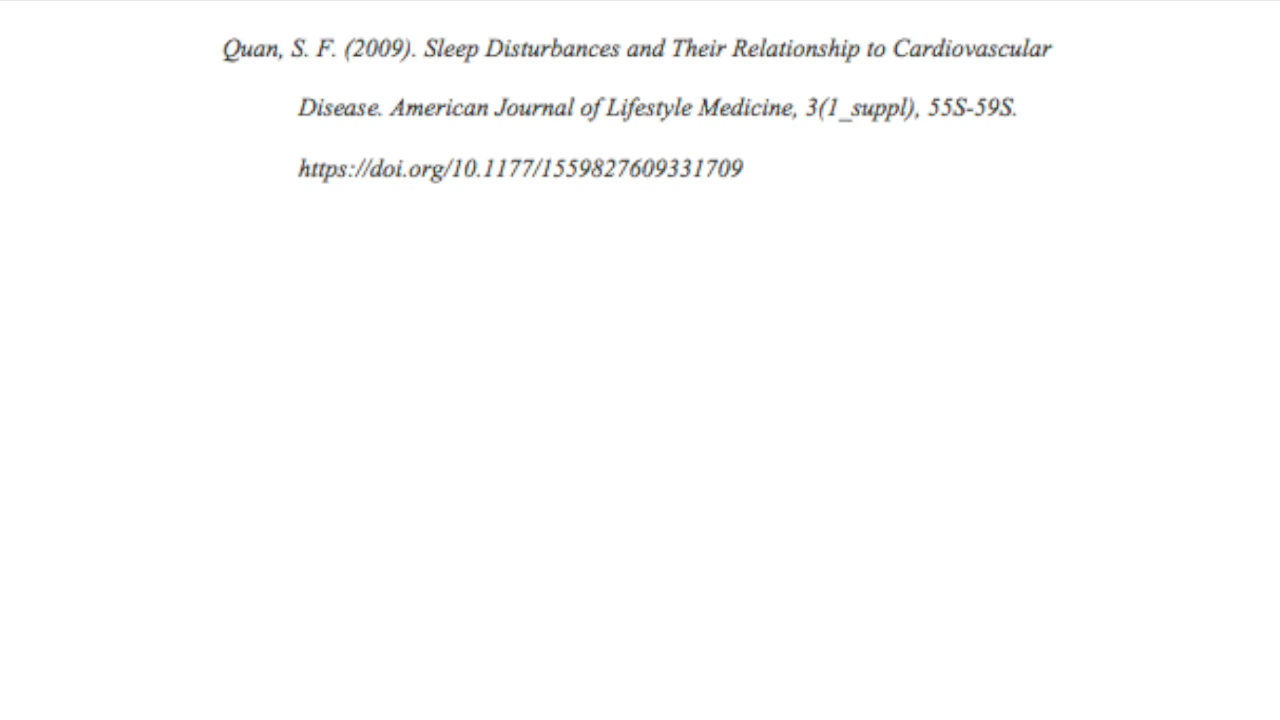 Quan, S. F. (2009). Sleep Disturbances and Their Relationship to Cardiovascular
Disease. American Journal of Lifestyle Medicine, 3(1_suppl), 55S-59S.
https://doi.org/10.1177/1559827609331709